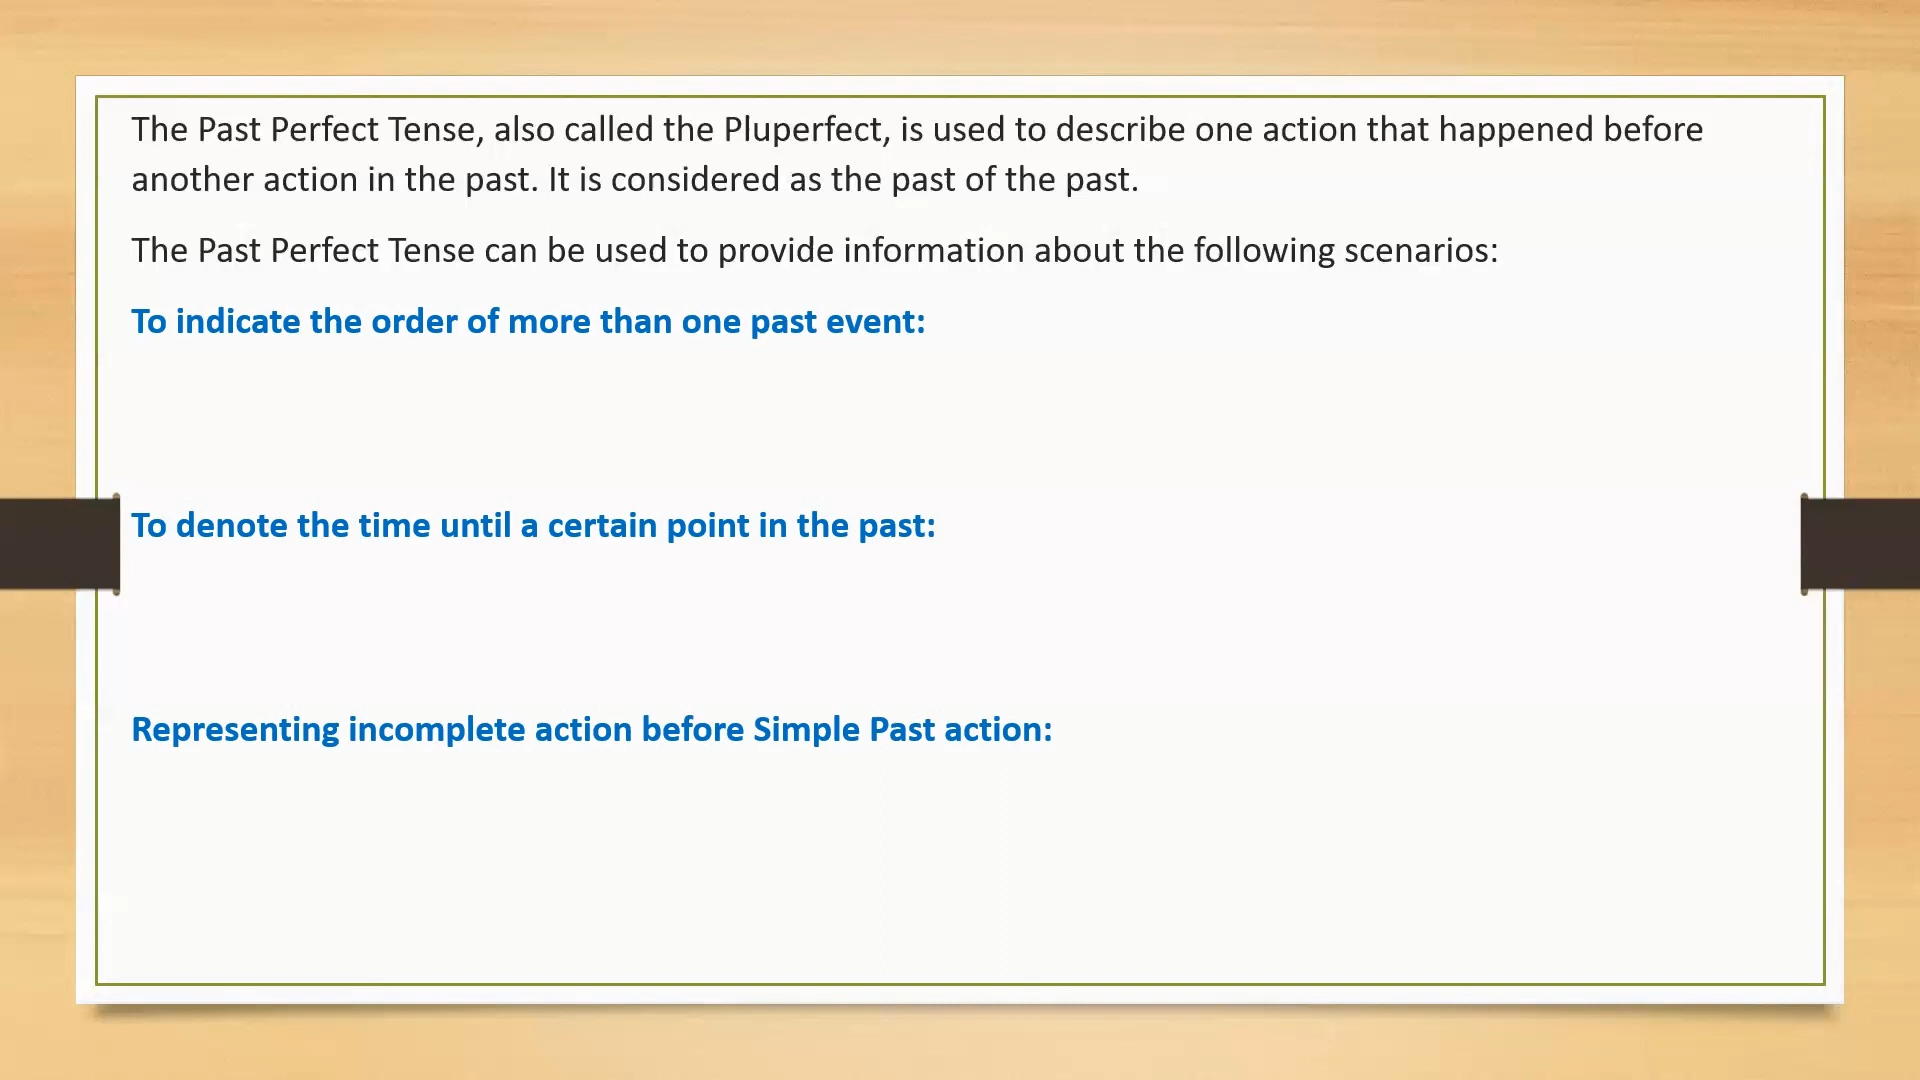 The Past Perfect Tense, also called the Pluperfect, is used to describe one action that happened before
another action in the past. It is considered as the past of the past.
The Past Perfect Tense can be used to provide information about the following scenarios:
To indicate the order of more than one past event:
To denote the time until a certain point in the past:
Representing incomplete action before Simple Past action: